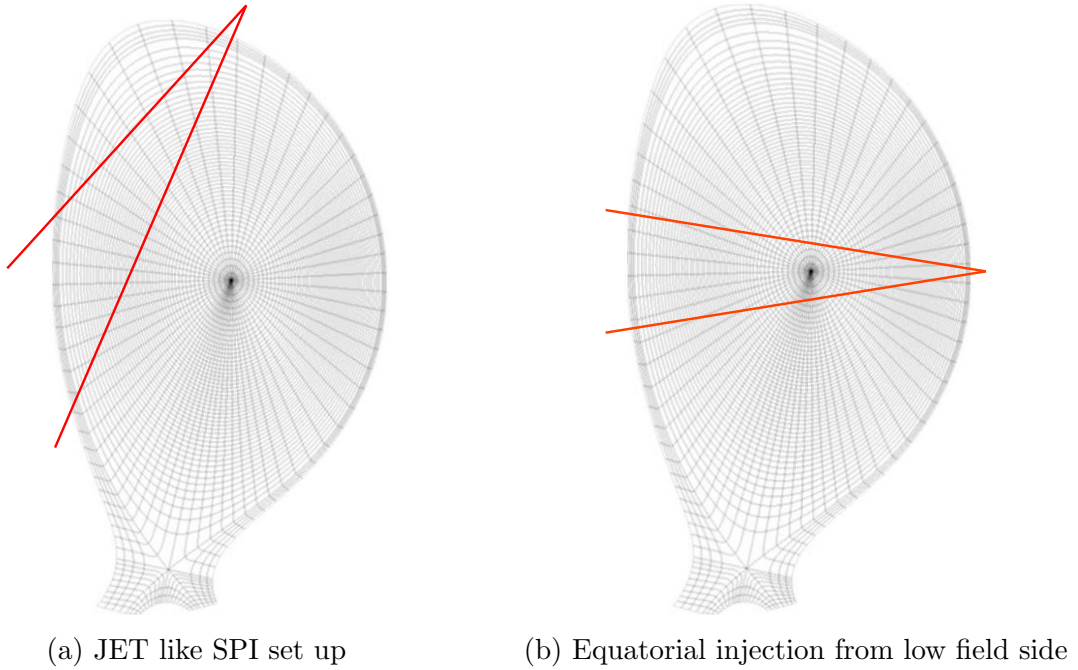 (a) JET like SPI set up
(b) Equatorial injection from low field side